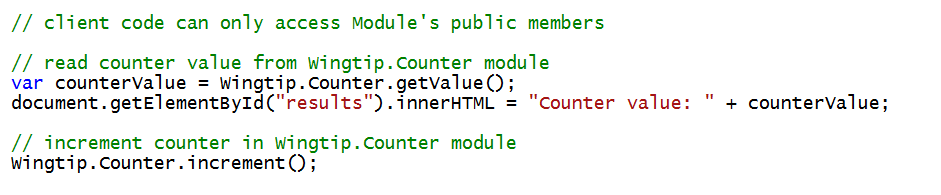 // client code can only access Module's public members
// read counter value from Wingtip.Counter module
var counterValue = Wingtip.Counter.getValue();
document.getElementById("results").innerHTML = "Counter value: " + counterValue;
// increment counter in Wingtip.Counter module
Wingtip.Counter.increment();